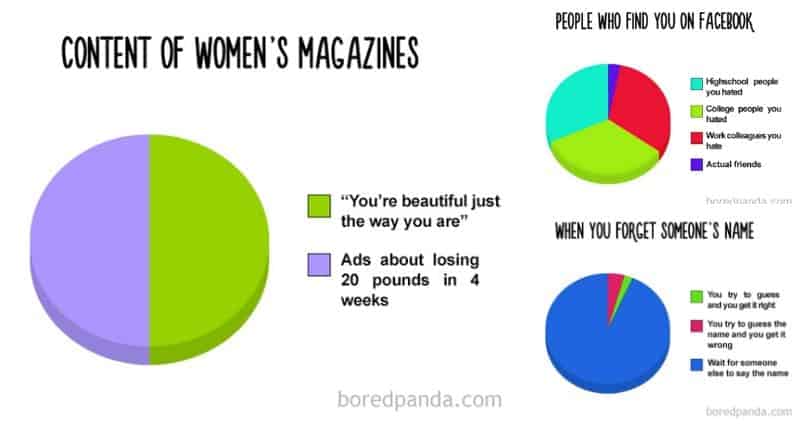 CONTENT OF WOMEN'S MAGAZINES
“You’re beautiful just
the way you are”
Ads about losing
20 pounds in 4
weeks
boredpanda.com
PEOPLE WHO FIND YOU ON FACEBOOK
Highschool people
you hated
College people you
hated
Work colleagues you
hate
Actual friends
boredpanda.com
WHEN YOU FORGET SOMEONE'S NAME
You try to guess
and you get it right
You try to guess the
name and you get it
wrong
Wait for someone
else to say the name
boredpanda.com